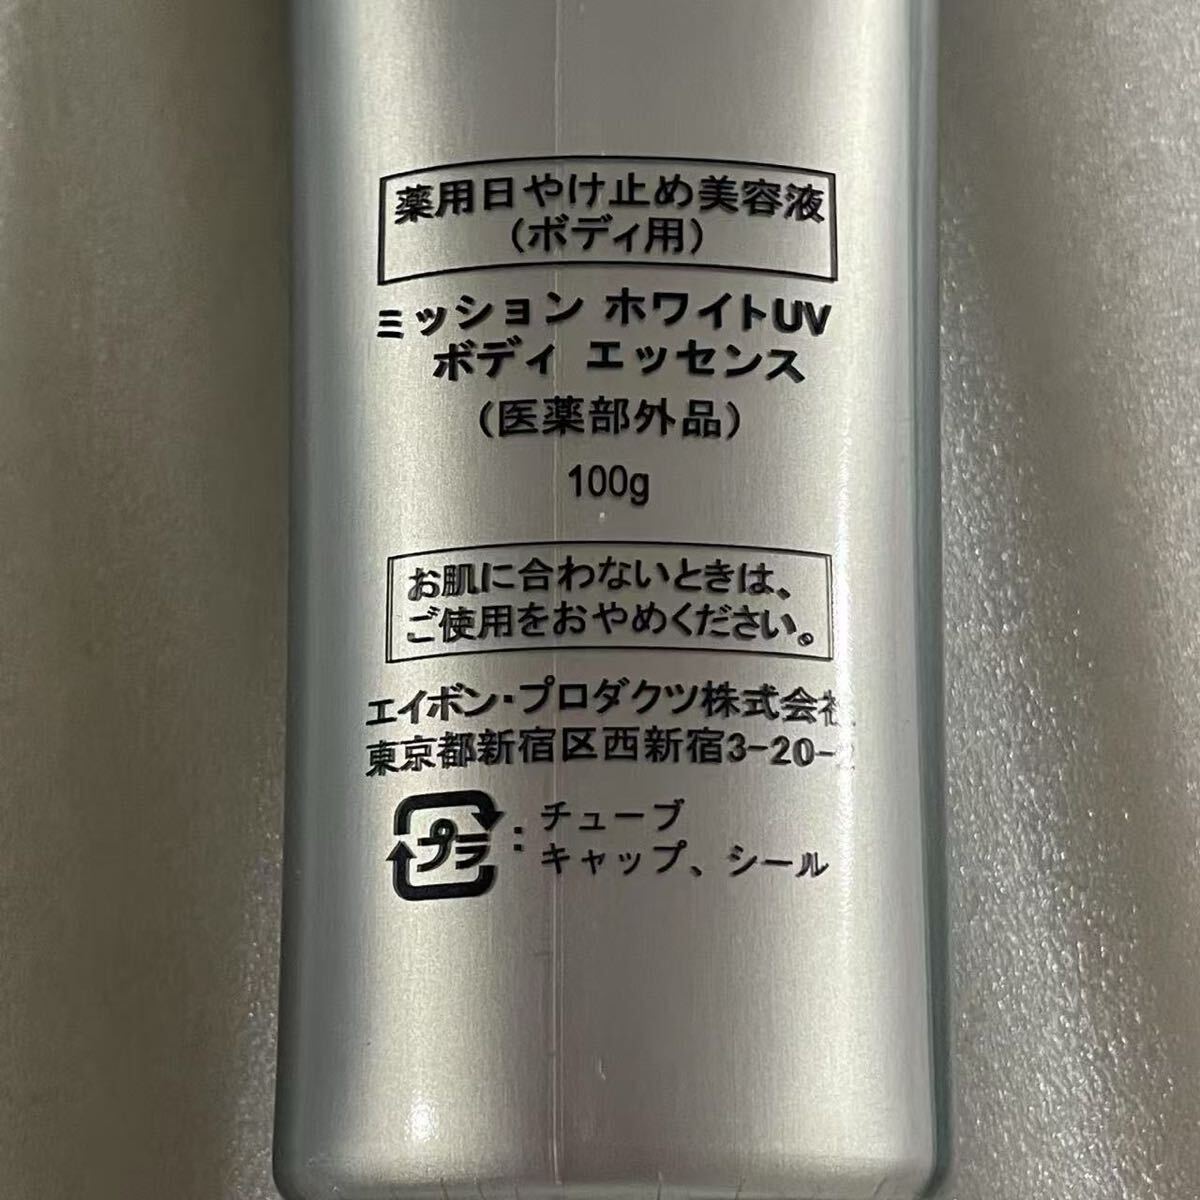 薬用日やけ止め美容液
(ボディ用)
ミッション ホワイトUV
ボディ エッセンス
(医薬部外品)
100g
お肌に合わないときは、
ご使用をおやめください。
エイボン・プロダクツ株式会社
東京都新宿区西新宿3-20-2
プラ : チューブ
キャップ、シール